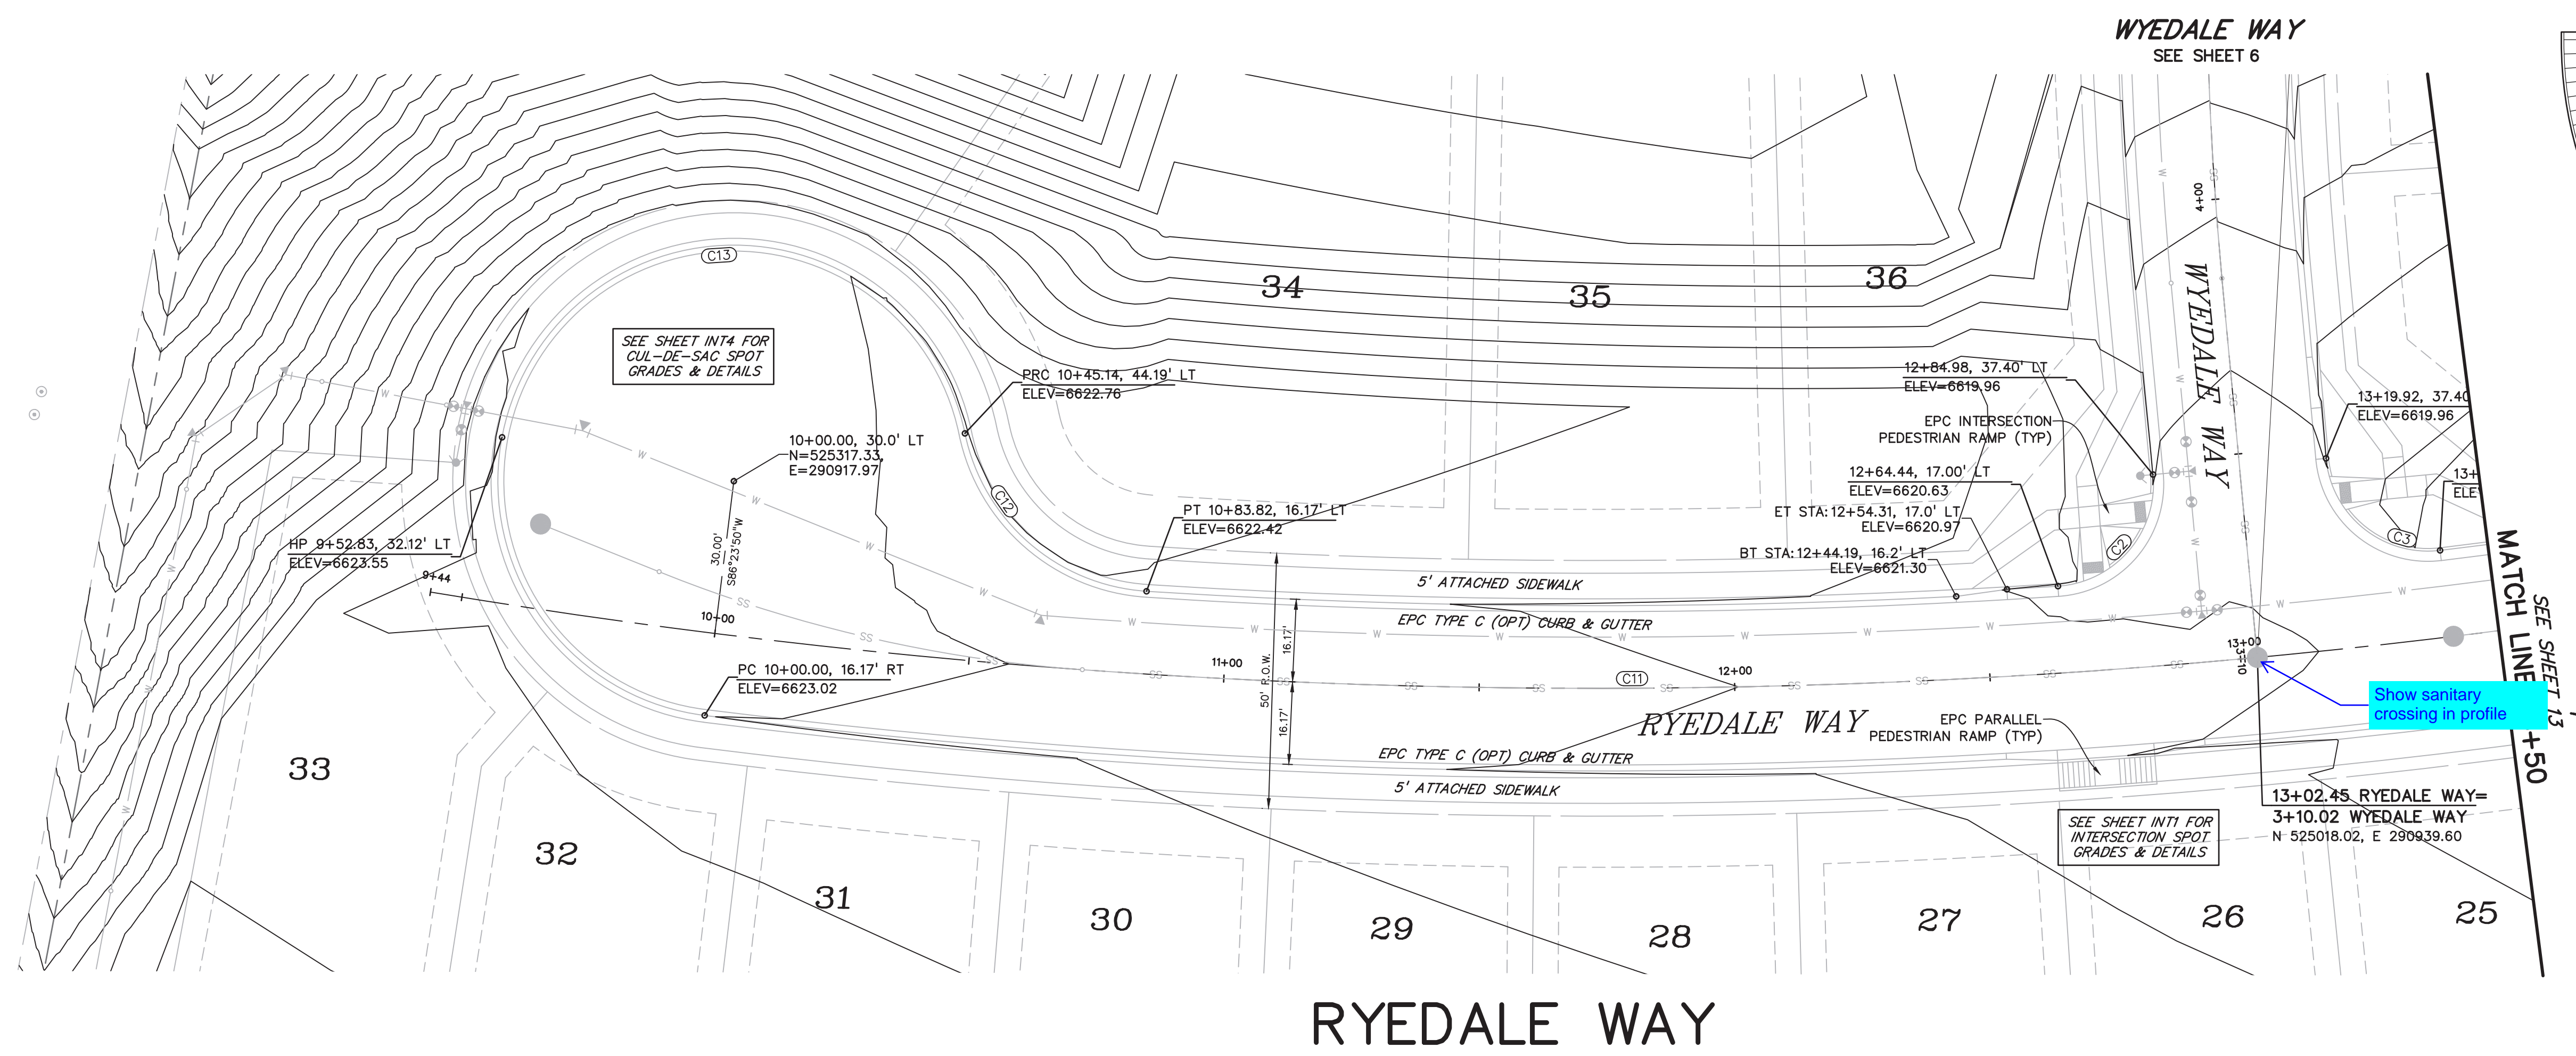 WYEDALE WAY
SEE SHEET 6
4+00
C13
34
35
36
SEE SHEET INT4 FOR
CUL-DE-SAC SPOT
GRADES & DETAILS
PRC 10+45.14, 44.19' LT
ELEV=6622.76
12+84.98, 37.40' LT
ELEV=6619.96
WYEDALE WAY
13+19.92, 37.40
ELEV=6619.96
EPC INTERSECTION
PEDESTRIAN RAMP (TYP)
10+00.00, 30.0' LT
N=525317.33,
E=290917.97
12+64.44, 17.00' LT
ELEV=6620.63
13+
C12
PT 10+83.82, 16.17' LT
ELEV=6622.42
ET STA:12+54.31, 17.0' LT
ELEV=6620.97
HP 9+52.83, 32.12' LT
ELEV=6623.55
30.00'
S86°23'50"W
BT STA:12+44.19, 16.2' LT
ELEV=6621.30
C2
C3
MATCH LINE
+50
SEE SHEET 13
9+44
10+00
5' ATTACHED SIDEWALK
EPC TYPE C (OPT) CURB & GUTTER
W
SS
16.17'
50' R.O.W.
16.17'
11+00
12+00
13+00
3+10
C11
PC 10+00.00, 16.17' RT
ELEV=6623.02
Show sanitary
crossing in profile
RYEDALE WAY
EPC PARALLEL
PEDESTRIAN RAMP (TYP)
EPC TYPE C (OPT) CURB & GUTTER
5' ATTACHED SIDEWALK
13+02.45 RYEDALE WAY=
3+10.02 WYEDALE WAY
N 525018.02, E 290939.60
SEE SHEET INT1 FOR
INTERSECTION SPOT
GRADES & DETAILS
33
32
31
30
29
28
27
26
25
RYEDALE WAY